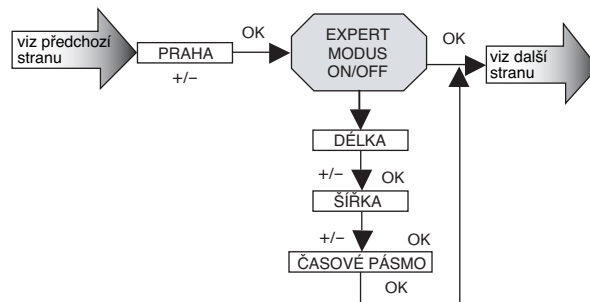 viz předchozí
stranu
PRAHA
+/–
OK
EXPERT
MODUS
ON/OFF
OK
viz další
stranu
DÉLKA
+/– OK
ŠÍŘKA
+/– OK
ČASOVÉ PÁSMO
OK